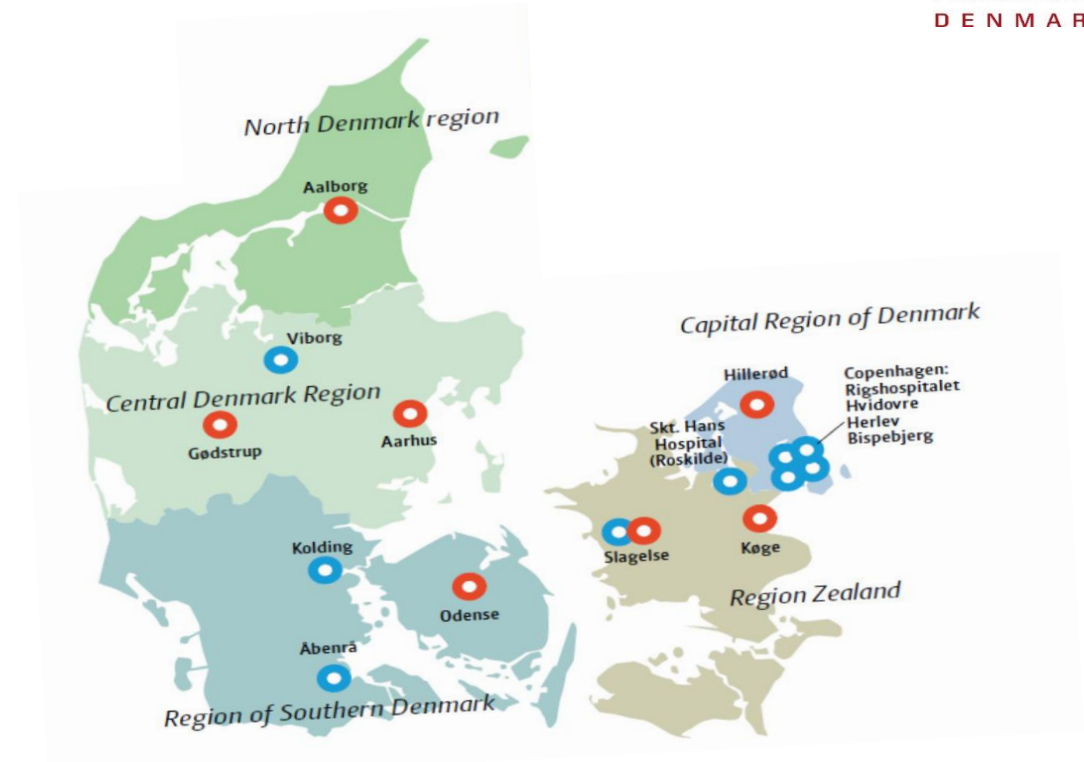 DENMAR
North Denmark region
Aalborg
Viborg
Central Denmark Region
Gødstrup
Aarhus
Kolding
Odense
Åbenrå
Region of Southern Denmark
Capital Region of Denmark
Hillerød
Copenhagen:
Rigshospitalet
Hvidovre
Herlev
Bispebjerg
Skt. Hans
Hospital
(Roskilde)
Slagelse
Køge
Region Zealand